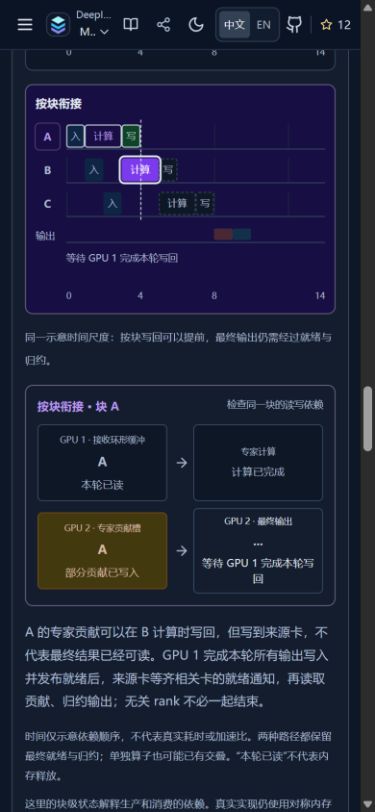 Deepl...
M..
中文
EN
12
0 4 8 14
按块衔接
A 入 计算 写
B 入 计算 写
C 入 计算 写
输出
等待 GPU 1 完成本轮写回
0 4 8 14
同一示意时间尺度：按块写回可以提前，最终输出仍需经过就绪与
归约。
按块衔接 • 块 A
检查同一块的读写依赖
GPU 1 · 接收环形缓冲
A
本轮已读
→
专家计算
计算已完成
GPU 2 · 专家贡献槽
A
部分贡献已写入
→
GPU 2 · 最终输出
...
等待 GPU 1 完成本轮写
回
A 的专家贡献可以在 B 计算时写回，但写到来源卡，不
代表最终结果已经可读。GPU 1 完成本轮所有输出写入
并发布就绪后，来源卡等齐相关卡的就绪通知，再读取
贡献、归约输出；无关 rank 不必一起结束。
时间仅示意依赖顺序，不代表真实耗时或加速比。两种路径都保留
最终就绪与归约；单独算子也可能已有交叠。“本轮已读”不代表内
存释放。
这里的块级状态解释生产和消费的依赖。真实实现仍使用对称内存